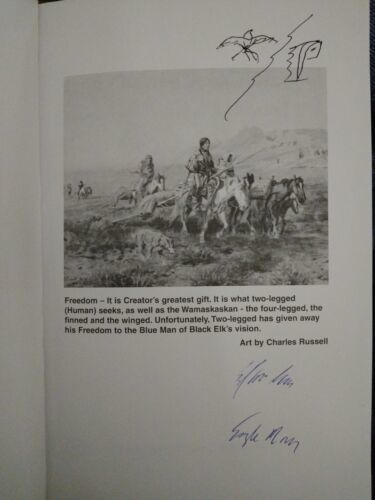 Freedom – It is Creator's greatest gift. It is what two-legged
(Human) seeks, as well as the Wamaskaskan - the four-legged, the
finned and the winged. Unfortunately, Two-legged has given away
his Freedom to the Blue Man of Black Elk's vision.
Art by Charles Russell
Eagle Man